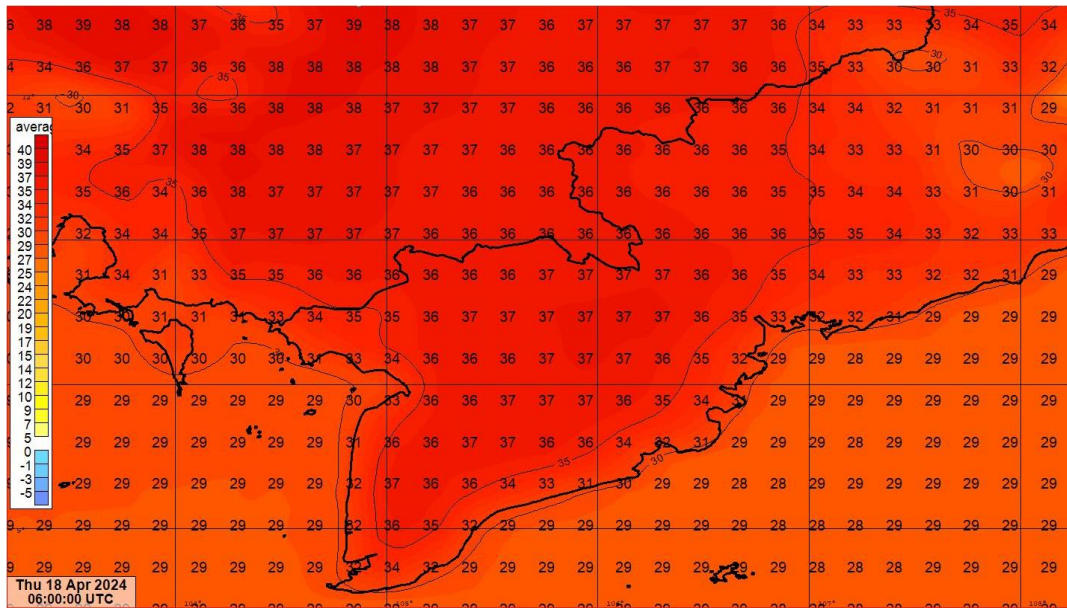 38 39 38 38 37 36 35 37 39 38 38 37 37 36 37 37 37 37 36 34 33 33 33 34 35 34
35
34 36 37 37 36 36 38 38 38 38 38 37 37 36 36 36 37 37 36 36 35 33 30 30 31 33 32
35 30
30
31 30 31 35 36 36 38 38 38 37 37 37 37 36 36 36 36 36 36 36 34 34 32 31 31 31 29
average
34 35 37 38 38 38 38 37 37 37 37 36 36 36 36 36 36 36 35 34 33 33 31 30 30 30
35 30
35 36 34 36 38 37 37 37 37 37 36 36 36 36 36 36 36 36 35 35 34 34 33 31 30 31
32 34 34 35 37 37 37 37 37 36 36 36 36 36 36 36 36 36 36 35 35 34 33 32 33 33
31 34 31 33 35 35 36 36 36 36 36 36 37 37 37 37 36 36 35 34 33 33 32 32 31 29
30 30 31 31 33 34 35 35 36 37 37 37 37 37 37 36 35 33 32 32 31 29 29 29 29
30 30 30 30 30 30 31 33 34 36 36 36 37 37 37 36 35 32 29 29 28 29 29 29 29 29
29 29 29 29 29 29 29 30 33 36 36 37 37 37 36 35 34 29 29 29 29 29 29 29 29
29 29 29 29 29 29 29 31 36 36 37 37 36 36 34 32 31 29 29 28 29 29 29 29 29
35 30
29 29 29 29 29 29 32 37 36 36 34 33 31 30 29 29 28 28 29 29 29 29 29 29 29
29 29 29 29 29 29 29 29 32 36 35 32 29 29 29 29 29 29 29 28 28 28 29 29 29 29 29
29 29 29 29 29 29 32 34 32 29 29 29 29 29 29 29 29 28 28 28 28 29 29 29 29
40
39
37
35
34
32
30
29
27
25
24
22
20
19
17
15
14
12
10
9
7
5
0
-1
-3
-5
Thu 18 Apr 2024
06:00:00 UTC